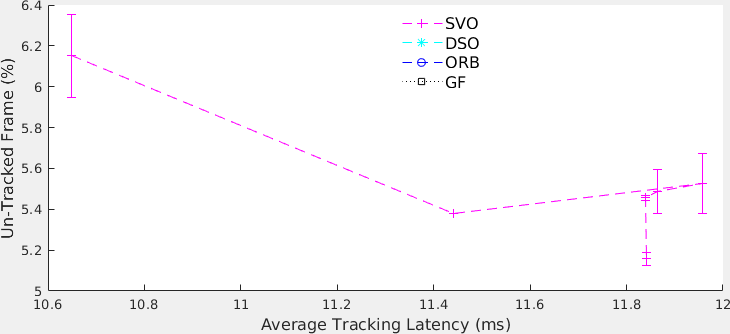 6.4
6.2
6
5.8
5.6
5.4
5.2
5
Un-Tracked Frame (%)
SVO
DSO
ORB
GF
10.6 10.8 11 11.2 11.4 11.6 11.8 12
Average Tracking Latency (ms)